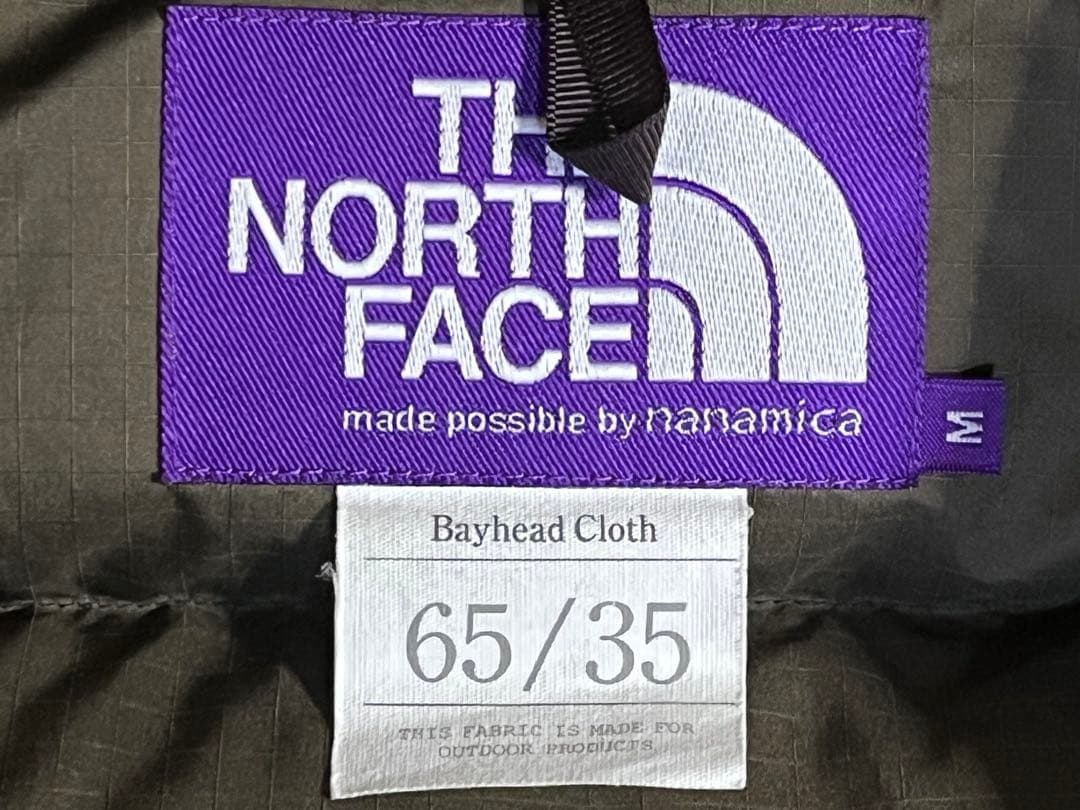 THE
NORTH
FACE
made possible by nanamica
M
Bayhead Cloth
65/35
THIS FABRIC IS MADE FOR
OUTDOOR PRODUCTS